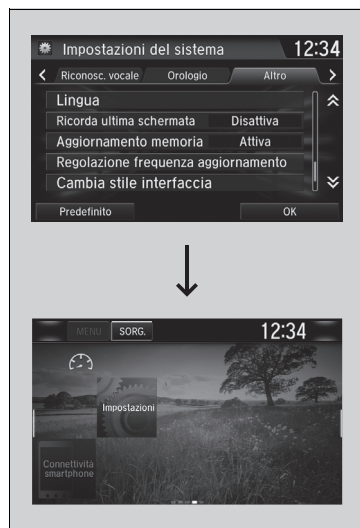 Impostazioni del sistema 12:34
Riconosc. vocale Orologio Altro
Lingua
Ricorda ultima schermata Disattiva
Aggiornamento memoria Attiva
Regolazione frequenza aggiornamento
Cambia stile interfaccia
Predefinito OK
MENU SORG. 12:34
Impostazioni
Connettività
smartphone